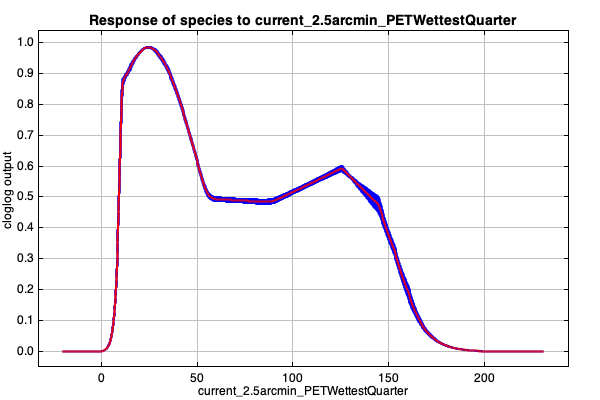 Response of species to current_2.5arcmin_PETWettestQuarter
1.0
0.9
0.8
0.7
0.6
0.5
0.4
0.3
0.2
0.1
0.0
cloglog output
0 50 100 150 200
current_2.5arcmin_PETWettestQuarter